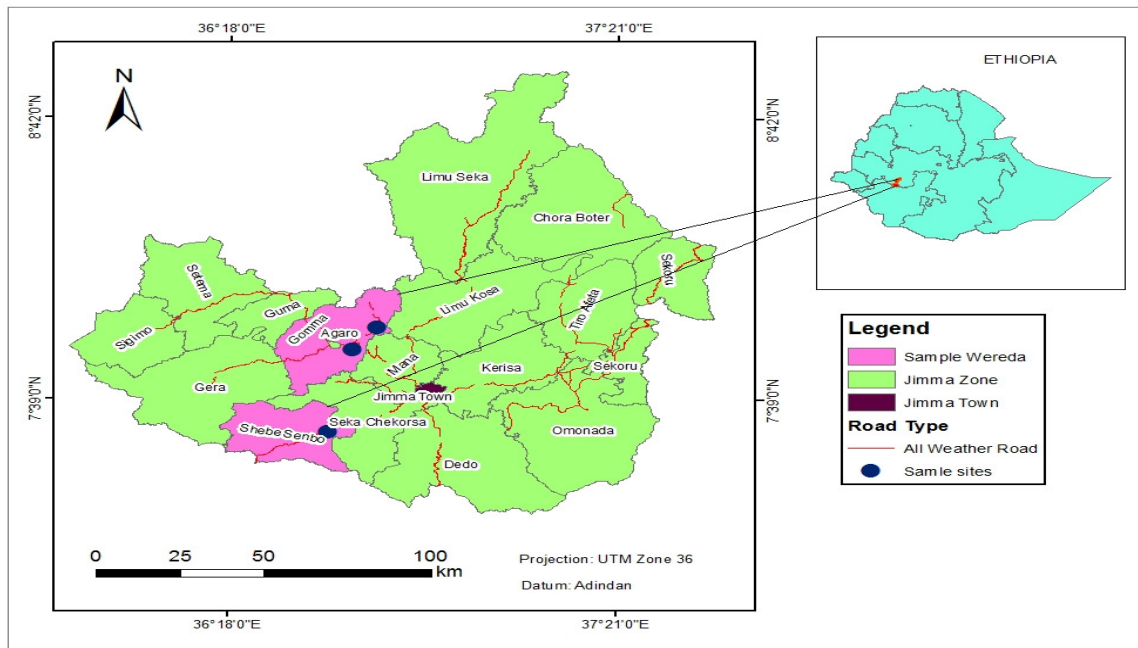 36°18'0"E
37°21'0"E
N
8°42'0"N
8°42'0"N
ETHIOPIA
Limu Seka
Chora Boter
Setema
Sekoru
Guma
Limu Kosa
Tiro Afeta
Sigimo
Gomma
Agaro
Mana
Kerisa
Sekoru
Gera
Jimma Town
7°39'0"N
7°39'0"N
Shebe Senbo
Seka Chekorsa
Omonada
Dedo
Legend
Sample Wereda
Jimma Zone
Jimma Town
Road Type
All Weather Road
Samle sites
0 25 50 100
km
Projection: UTM Zone 36
Datum: Adindan
36°18'0"E
37°21'0"E